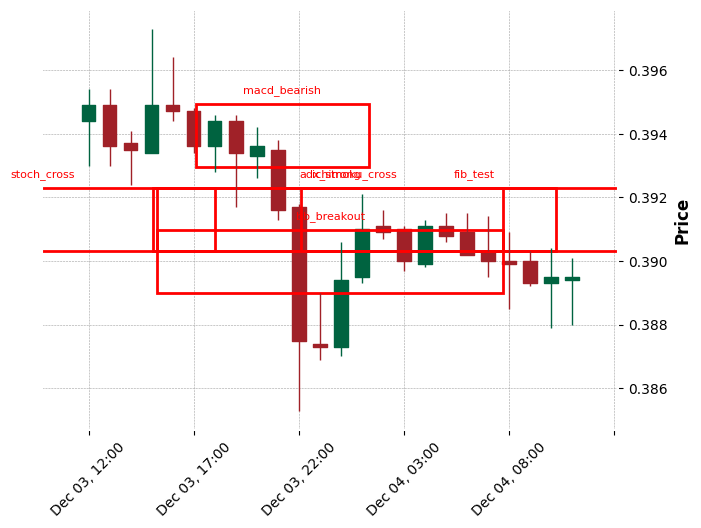 0.396
macd_bearish
0.394
stoch_cross
fib_test
0.392
Price
0.390
0.388
0.386
Dec 03, 12:00
Dec 03, 17:00
Dec 03, 22:00
Dec 04, 03:00
Dec 04, 08:00